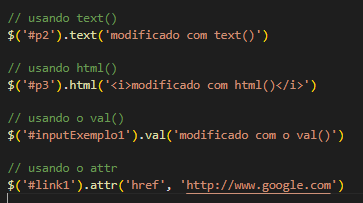 // usando text()
$('#p2').text('modificado com text()')
// usando html()
$('#p3').html('<i>modificado com html()</i>')
// usando o val()
$('#inputExemplo1').val('modificado com o val()')
// usando o attr
$('#link1').attr('href', 'http://www.google.com')